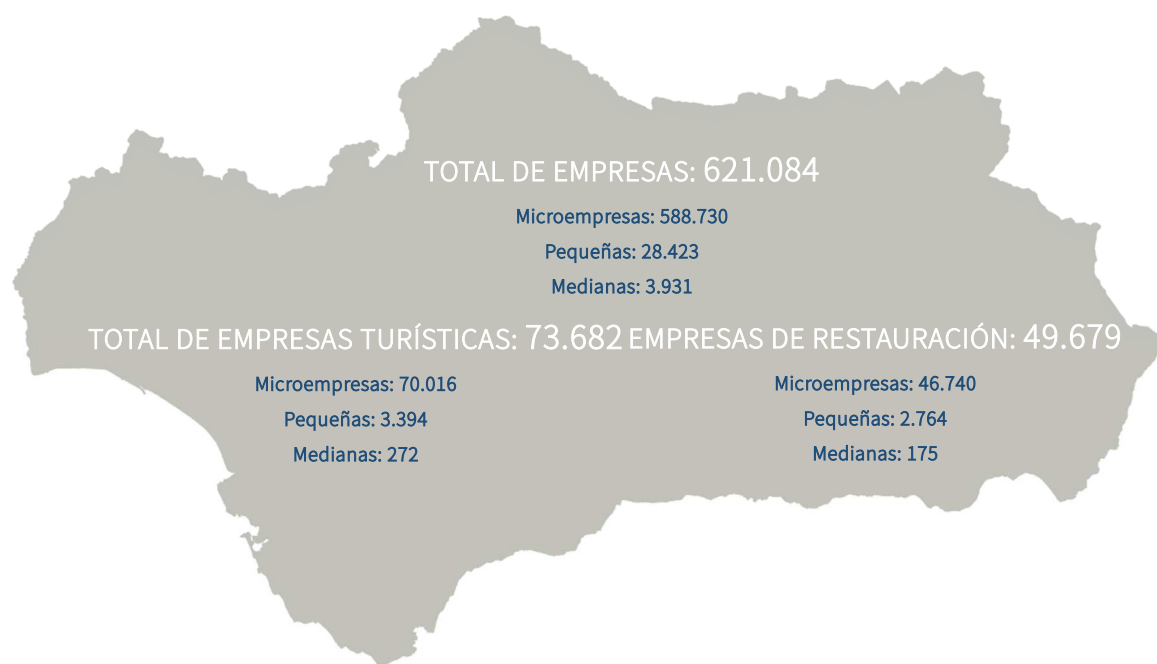 TOTAL DE EMPRESAS: 621.084
Microempresas: 588.730
Pequeñas: 28.423
Medianas: 3.931
TOTAL DE EMPRESAS TURÍSTICAS: 73.682
Microempresas: 70.016
Pequeñas: 3.394
Medianas: 272
EMPRESAS DE RESTAURACIÓN: 49.679
Microempresas: 46.740
Pequeñas: 2.764
Medianas: 175